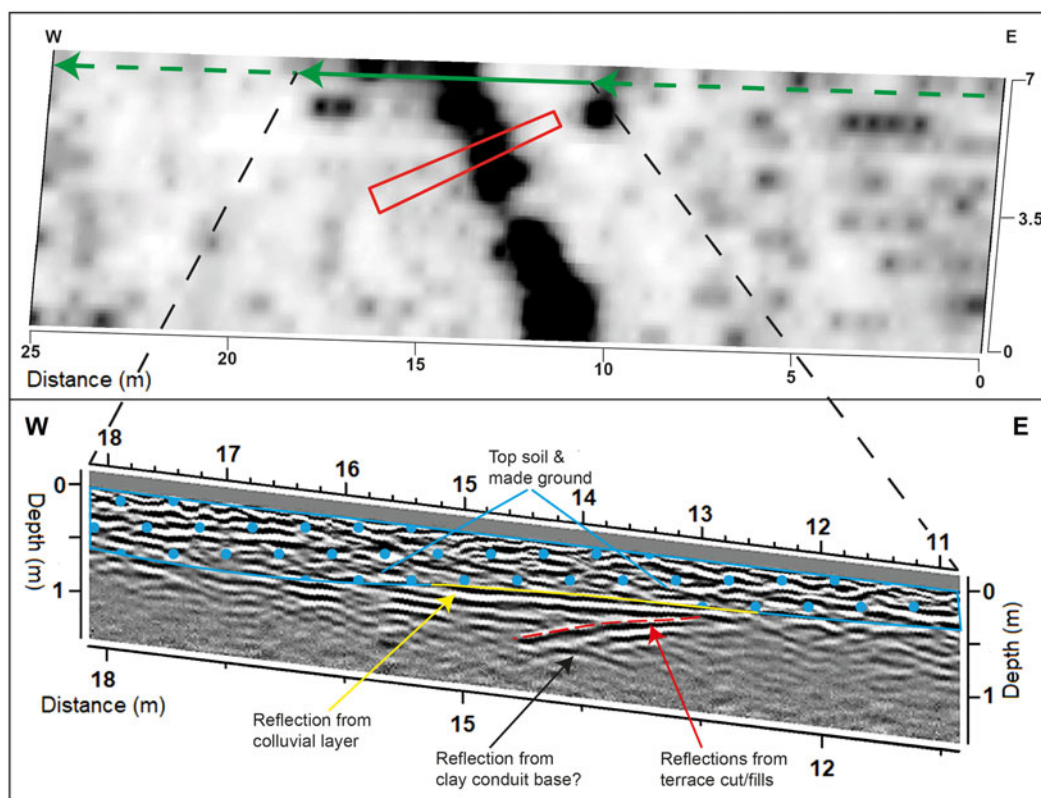 W E
7
3.5
0
25 20 15 10 5 0
Distance (m)
W E
18 17 16 15 14 13 12 11
Top soil &
made ground
0
Depth (m)
1
0
Depth (m)
1
18 15 12
Distance (m)
Reflection from
colluvial layer
Reflection from
clay conduit base?
Reflections from
terrace cut/fills